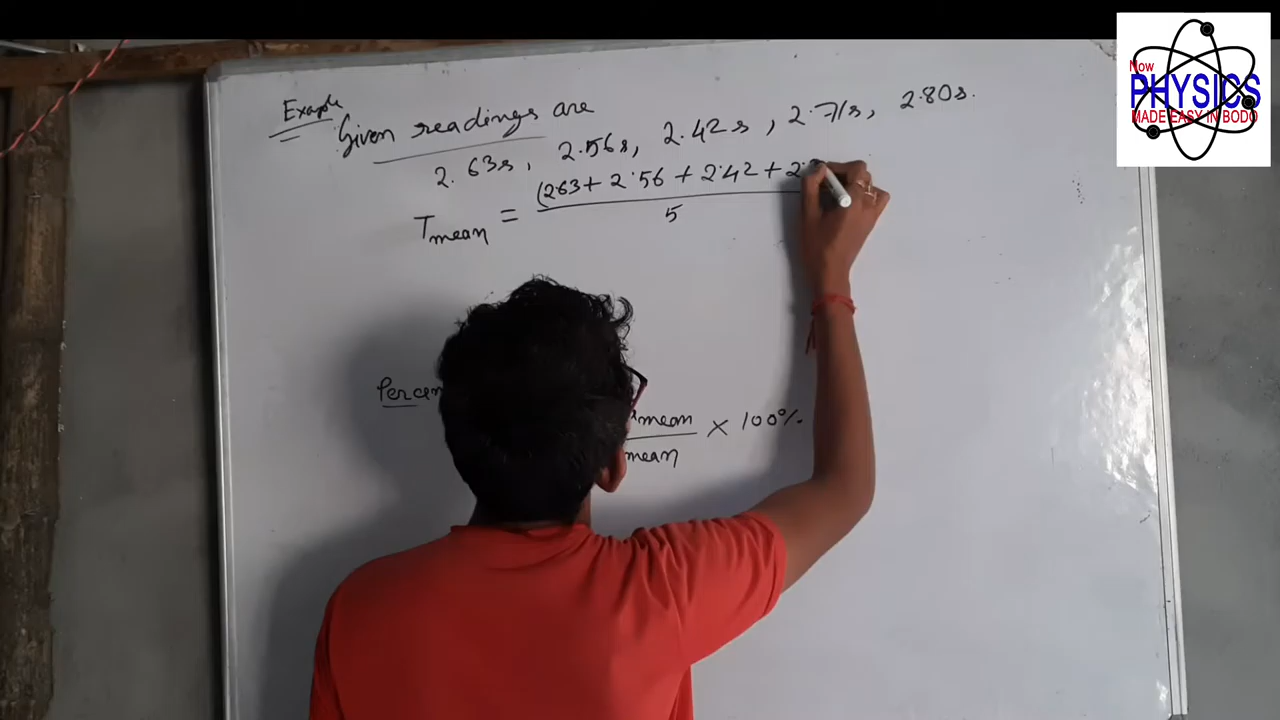 Now
PHYSICS
MADE EASY IN BODO
Example
Given readings are
2.63s, 2.56s, 2.42s, 2.71s, 2.80s.
Tmean = (2.63 + 2.56 + 2.42 + 2.
5
mean × 100%
mean